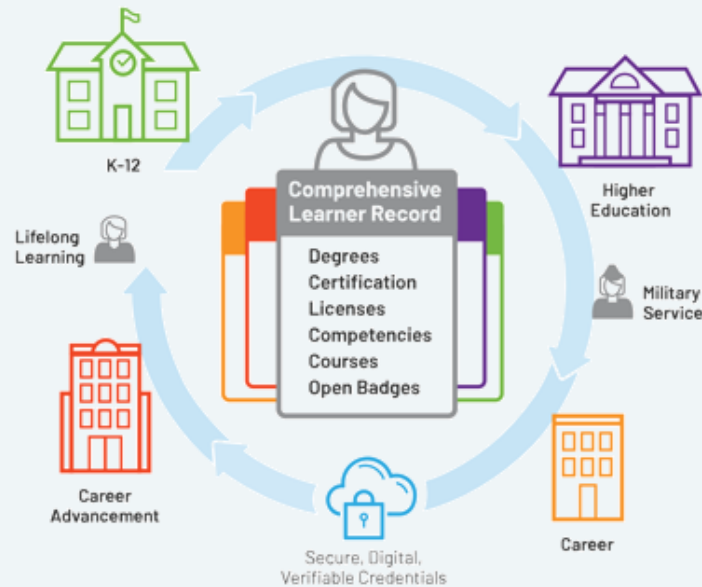 K-12
Comprehensive
Learner Record
Degrees
Certification
Licenses
Competencies
Courses
Open Badges
Higher
Education
Lifelong
Learning
Military
Service
Career
Advancement
Career
Secure, Digital,
Verifiable Credentials